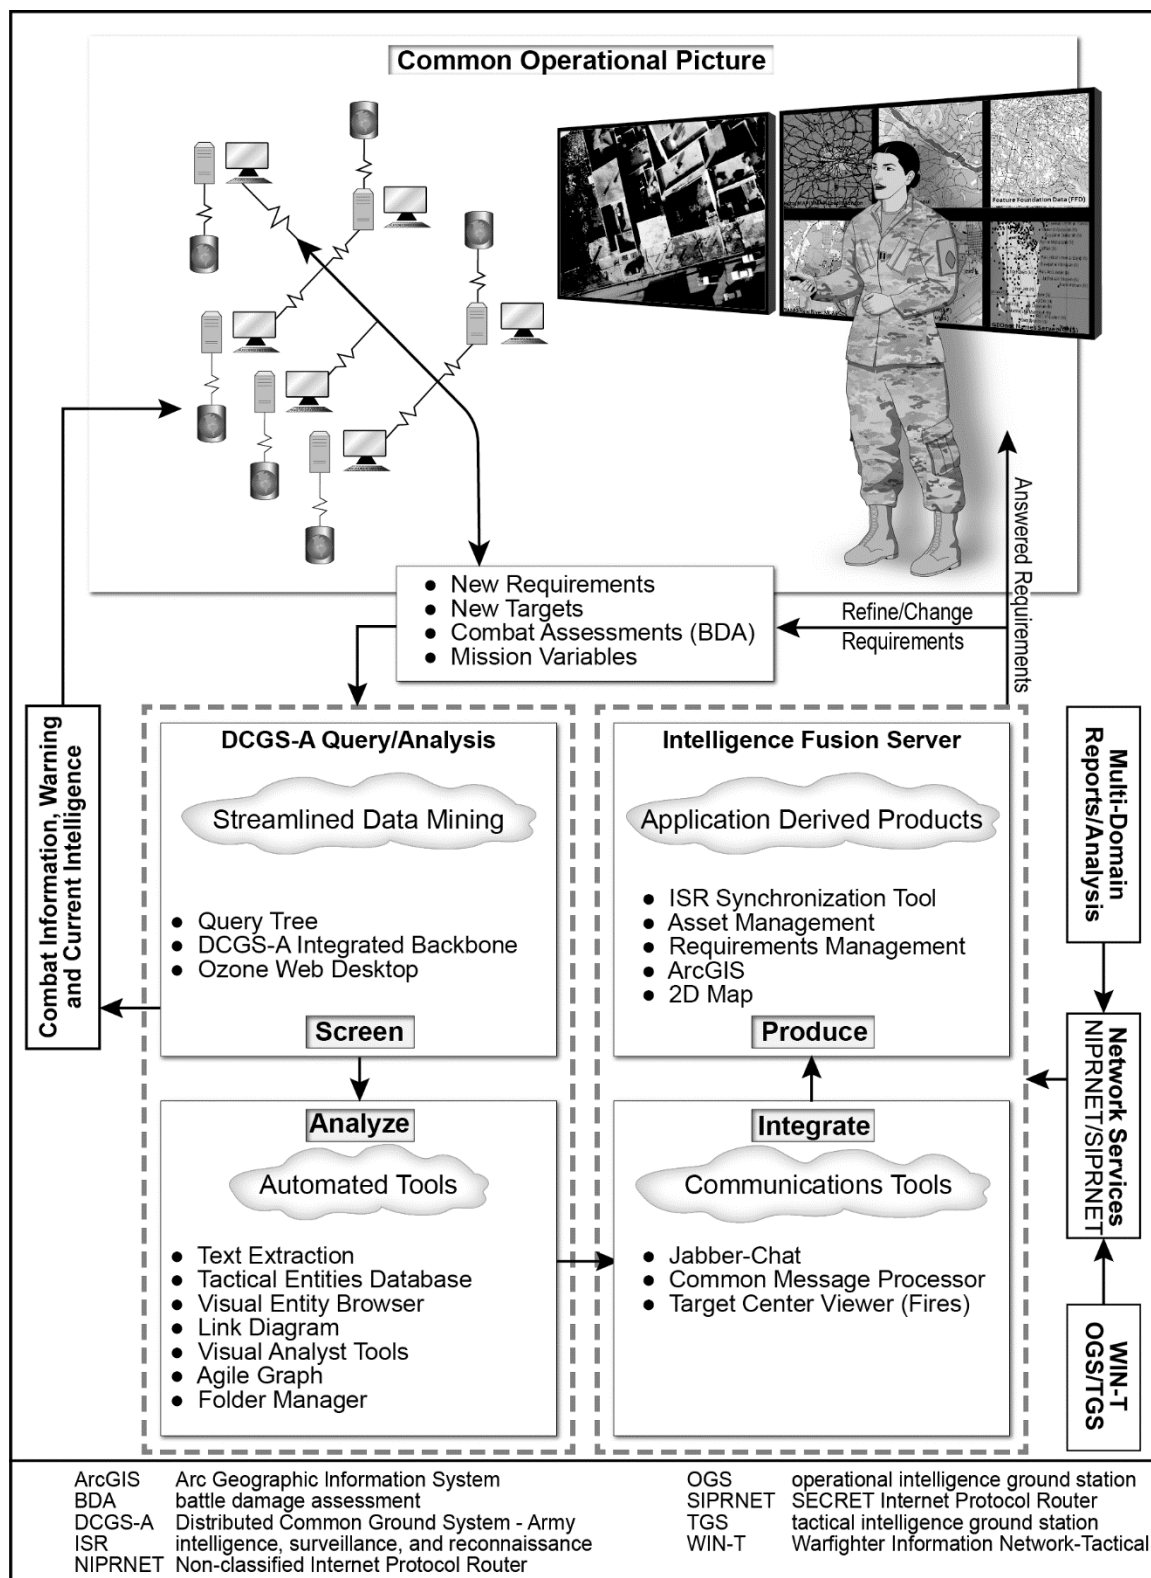 Common Operational Picture
Feature Foundation Data (FFD)
● New Requirements
● New Targets
● Combat Assessments (BDA)
● Mission Variables
Refine/Change
Requirements
Answered Requirements
Combat Information, Warning
and Current Intelligence
DCGS-A Query/Analysis
Streamlined Data Mining
● Query Tree
● DCGS-A Integrated Backbone
● Ozone Web Desktop
Screen
Analyze
Automated Tools
● Text Extraction
● Tactical Entities Database
● Visual Entity Browser
● Link Diagram
● Visual Analyst Tools
● Agile Graph
● Folder Manager
Intelligence Fusion Server
Application Derived Products
● ISR Synchronization Tool
● Asset Management
● Requirements Management
● ArcGIS
● 2D Map
Produce
Integrate
Communications Tools
● Jabber-Chat
● Common Message Processor
● Target Center Viewer (Fires)
Multi-Domain
Reports/Analysis
Network Services
NIPRNET/SIPRNET
WIN-T
OGS/TGS
ArcGIS Arc Geographic Information System
BDA battle damage assessment
DCGS-A Distributed Common Ground System - Army
ISR intelligence, surveillance, and reconnaissance
NIPRNET Non-classified Internet Protocol Router
OGS operational intelligence ground station
SIPRNET SECRET Internet Protocol Router
TGS tactical intelligence ground station
WIN-T Warfighter Information Network-Tactical